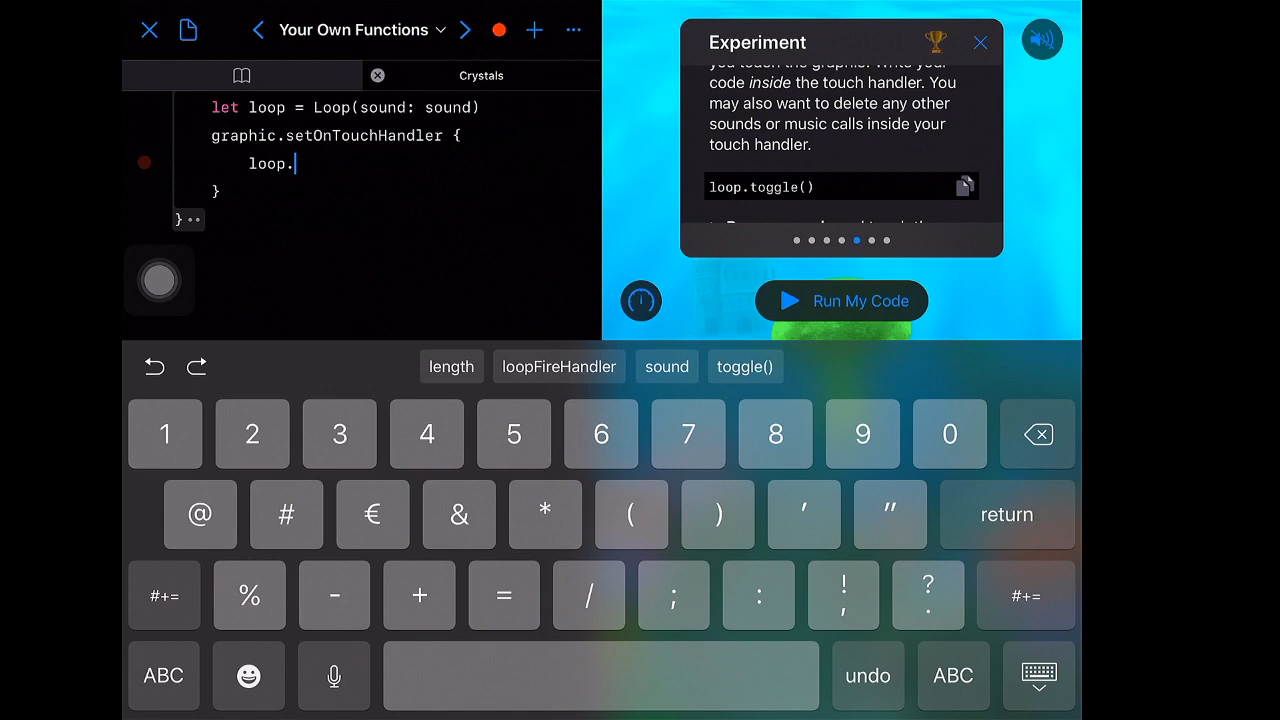 Your Own Functions
Crystals
let loop = Loop(sound: sound)
graphic.setOnTouchHandler {
loop.
}
}
Experiment
code inside the touch handler. You
may also want to delete any other
sounds or music calls inside your
touch handler.
loop.toggle()
Run My Code
length loopFireHandler sound toggle()
1 2 3 4 5 6 7 8 9 0
@ # € & * ( ) ' " return
#+= % - + = / ; : ! , ? . #+=
ABC undo ABC